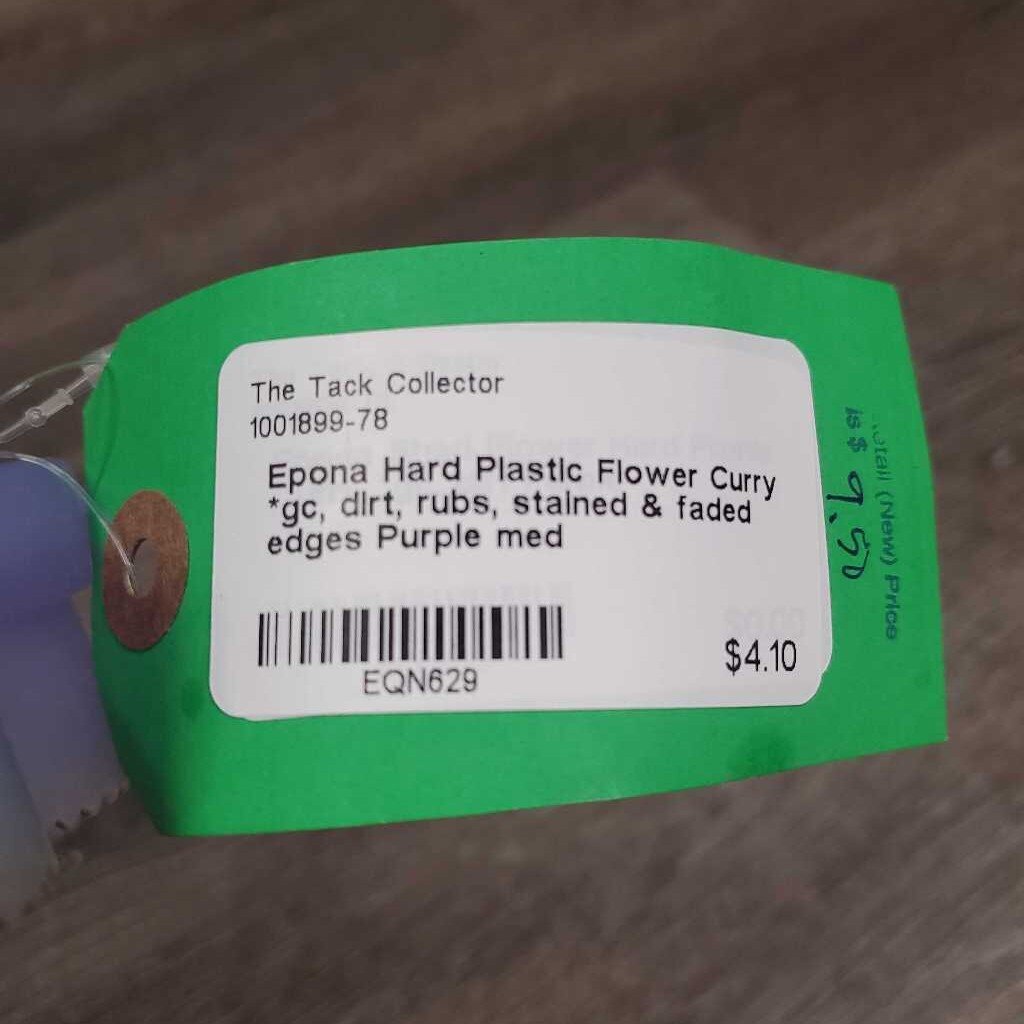 The Tack Collector
1001899-78
Epona Hard Plastic Flower Curry
*gc, dirt, rubs, stained & faded
edges Purple med
EQN629
$4.10
(New) Price
is $ 9.50